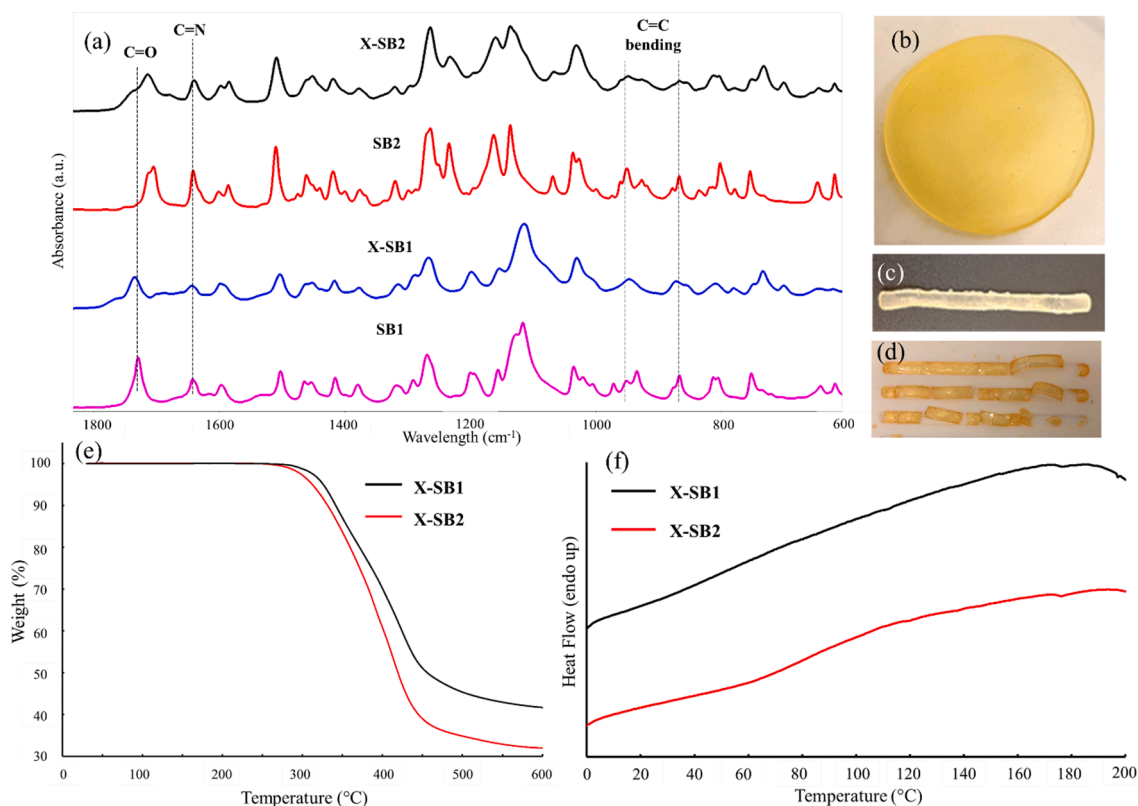 (a)
C=O
C=N
C=C
bending
X-SB2
SB2
X-SB1
SB1
Absorbance (a.u.)
1800 1600 1400 1200 1000 800 600
Wavelength (cm-1)
(b)
(c)
(d)
(e)
X-SB1
X-SB2
100
90
80
70
60
50
40
30
0 100 200 300 400 500 600
Weight (%)
Temperature (°C)
(f)
X-SB1
X-SB2
Heat Flow (endo up)
0 20 40 60 80 100 120 140 160 180 200
Temperature (°C)